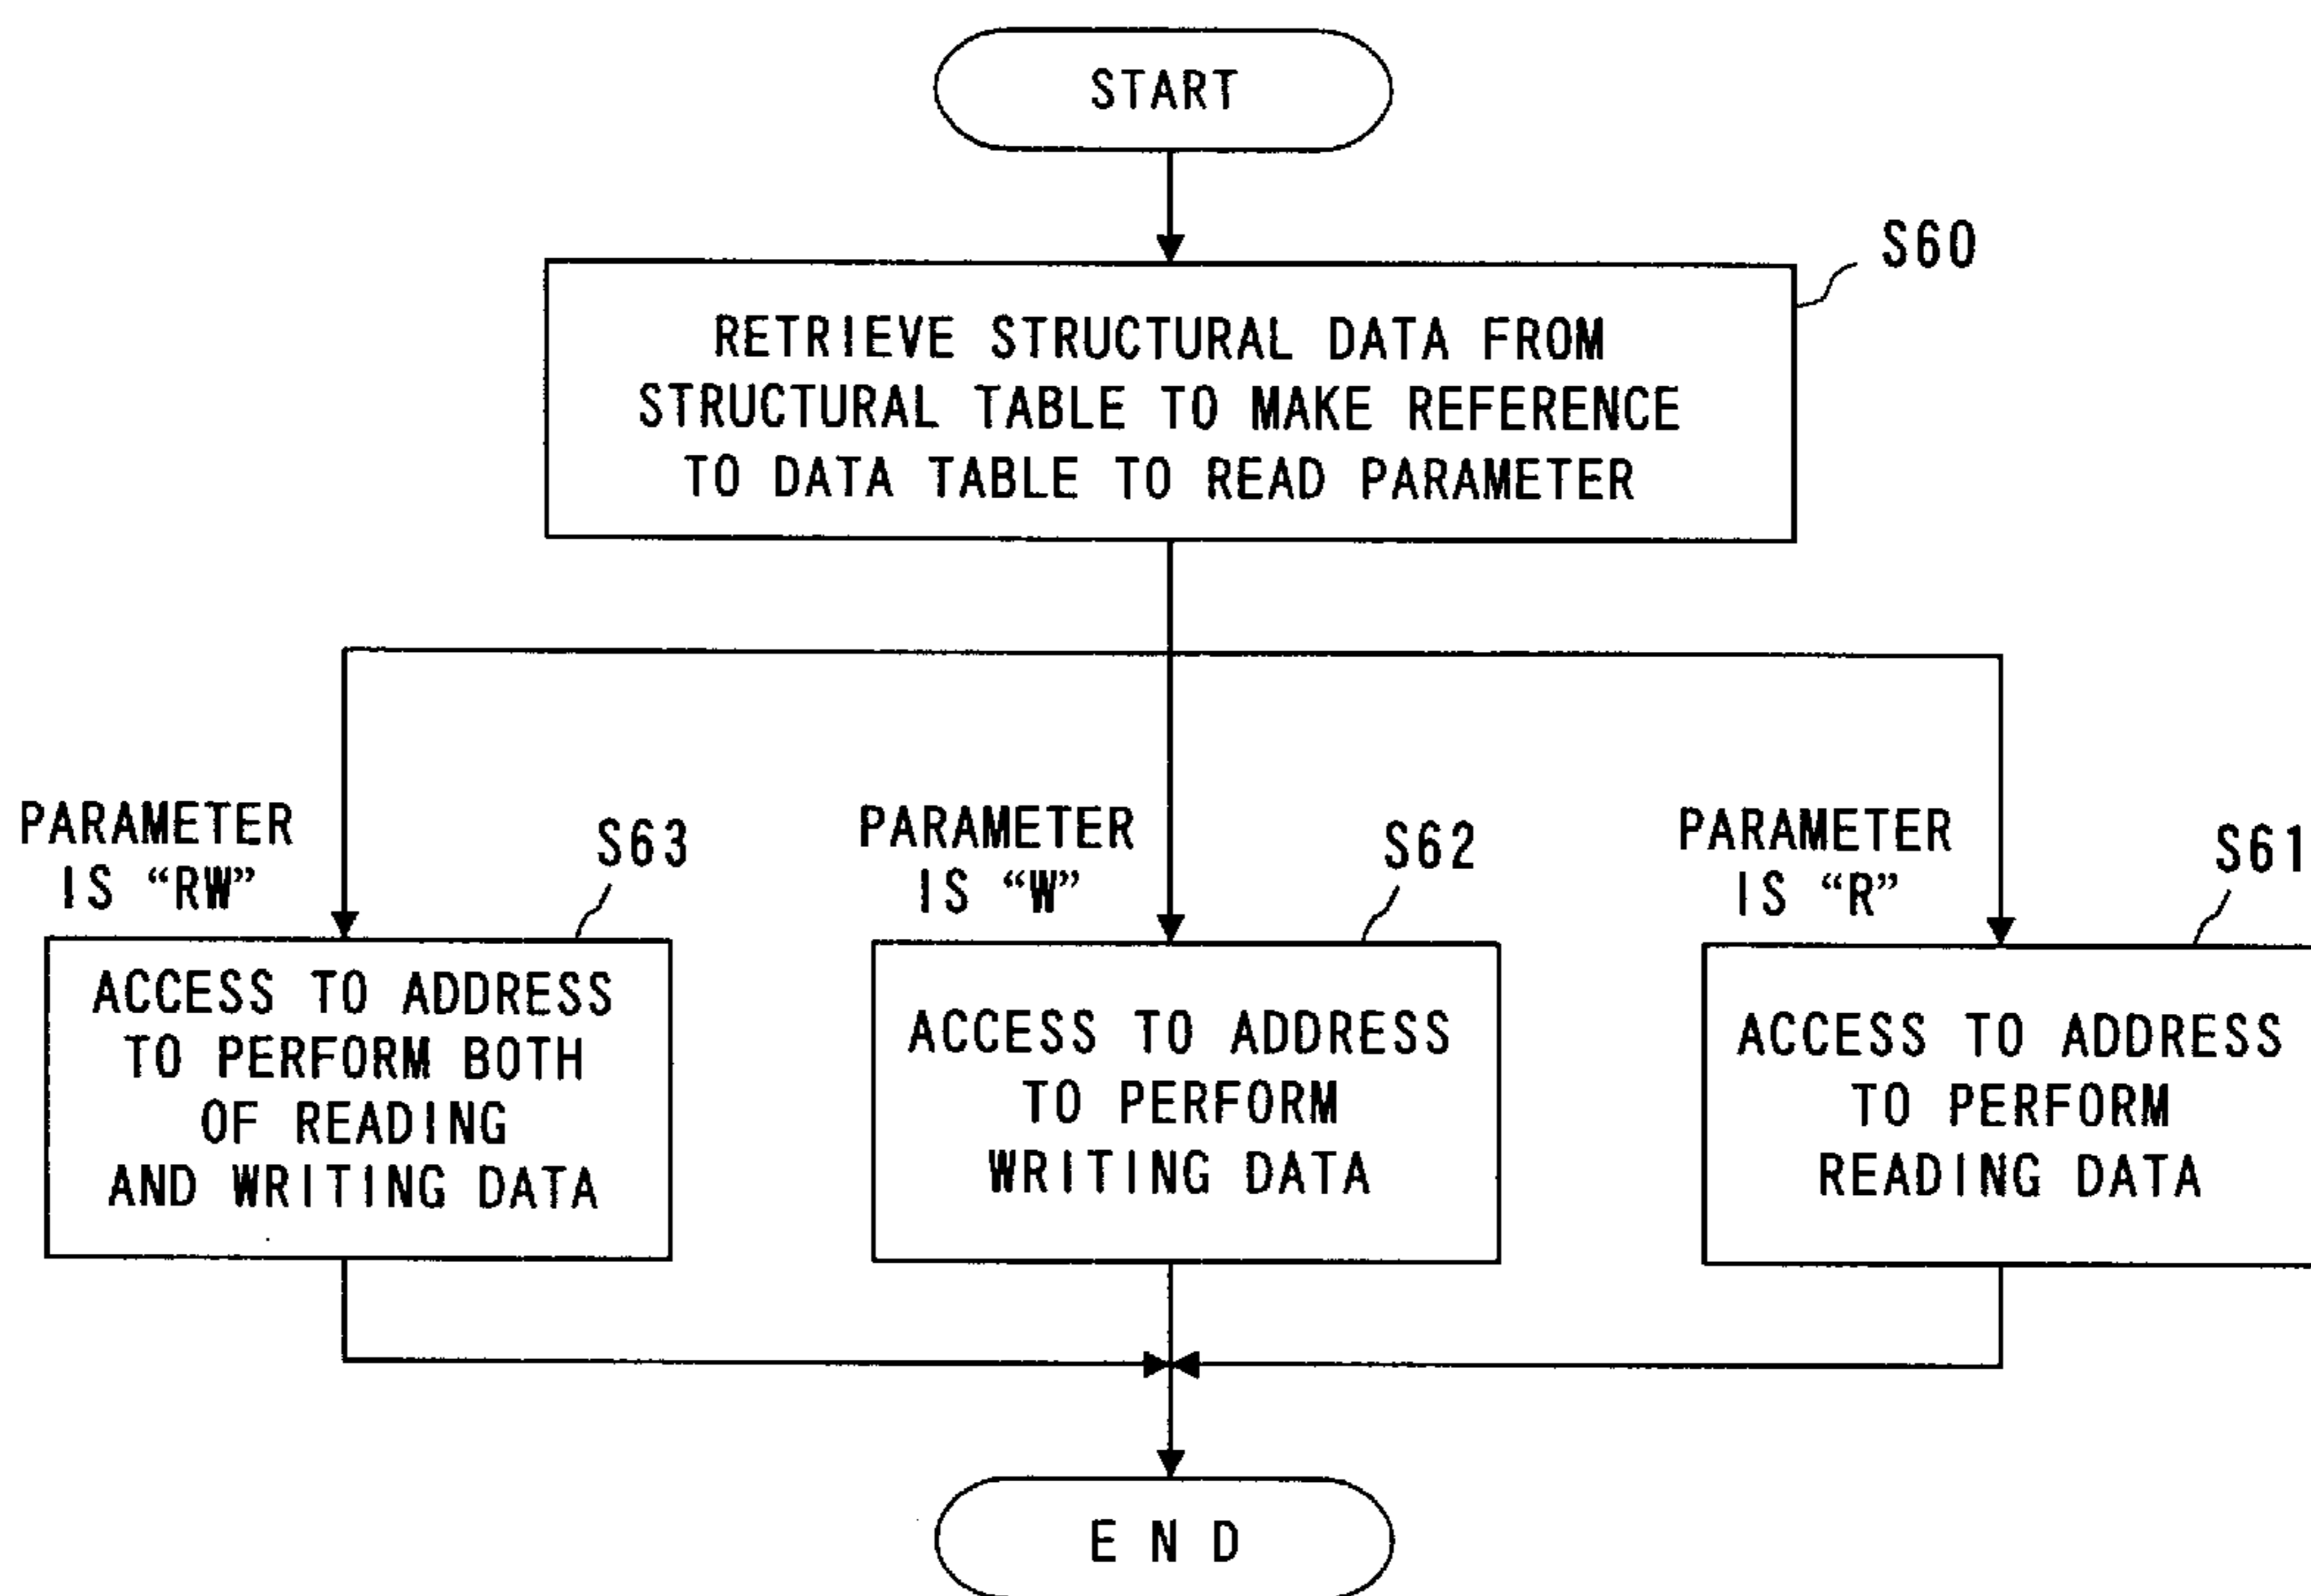 START
S60
RETRIEVE STRUCTURAL DATA FROM
STRUCTURAL TABLE TO MAKE REFERENCE
TO DATA TABLE TO READ PARAMETER
PARAMETER
IS “RW”
S63
ACCESS TO ADDRESS
TO PERFORM BOTH
OF READING
AND WRITING DATA
PARAMETER
IS “W”
S62
ACCESS TO ADDRESS
TO PERFORM
WRITING DATA
PARAMETER
IS “R”
S61
ACCESS TO ADDRESS
TO PERFORM
READING DATA
END